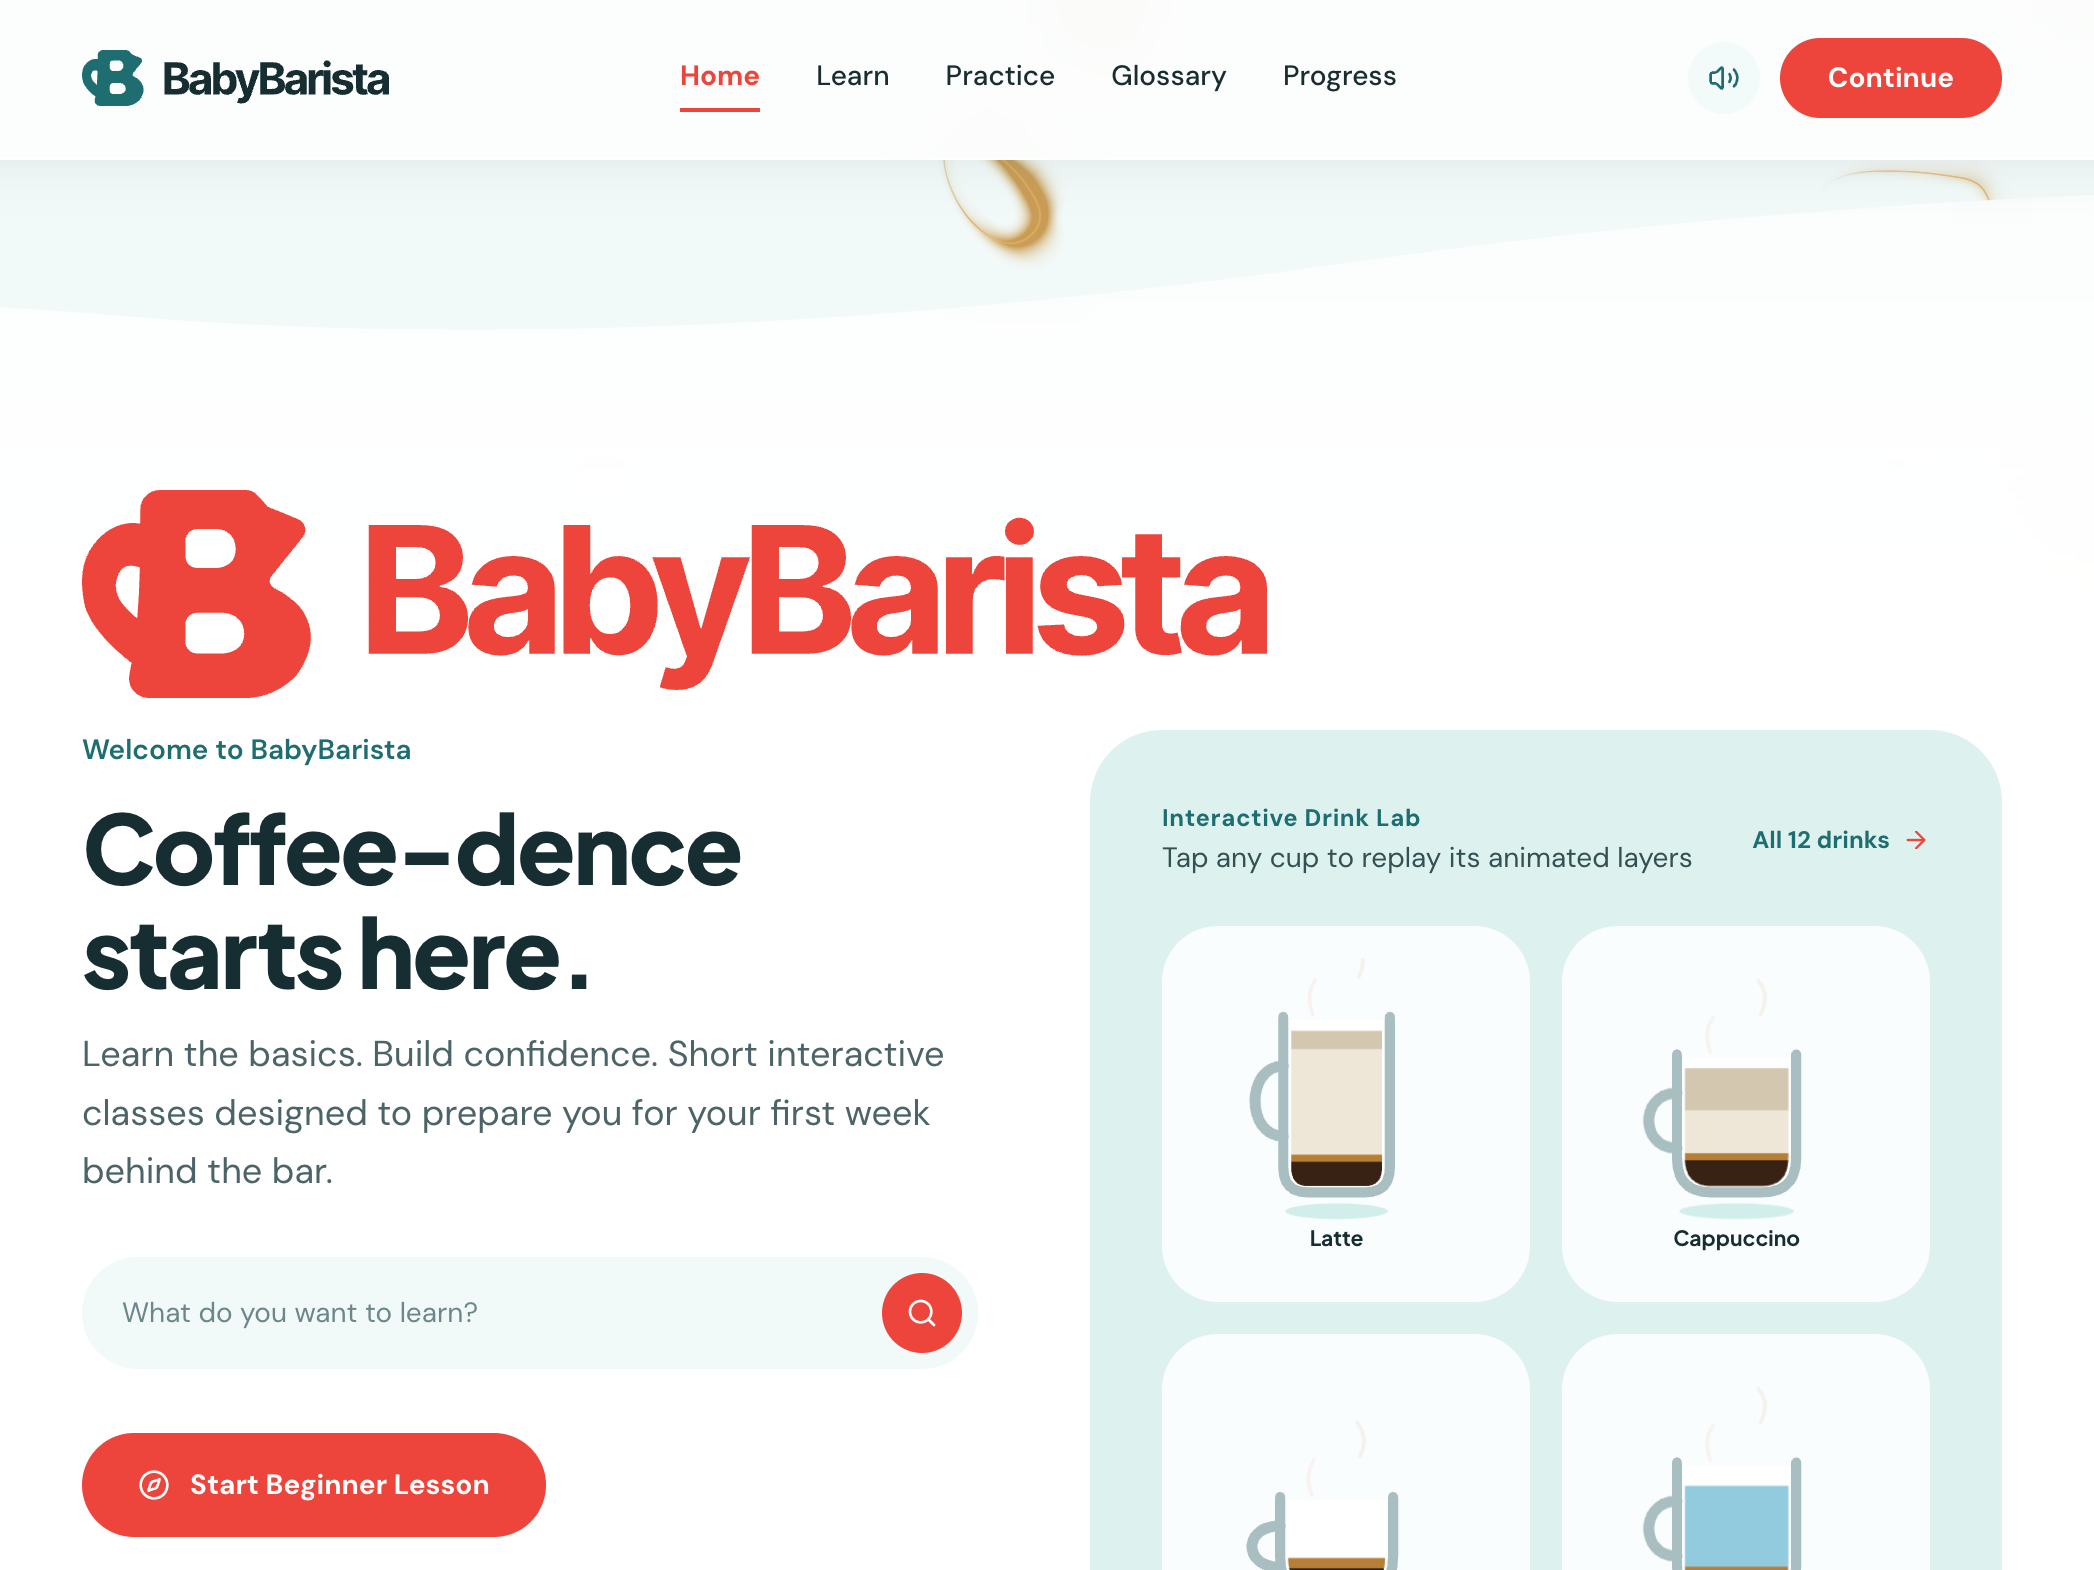 BabyBarista
Home Learn Practice Glossary Progress
Continue
BabyBarista
Welcome to BabyBarista
Coffee–dence
starts here.
Learn the basics. Build confidence. Short interactive
classes designed to prepare you for your first week
behind the bar.
What do you want to learn?
Start Beginner Lesson
Interactive Drink Lab
Tap any cup to replay its animated layers
All 12 drinks
Latte
Cappuccino